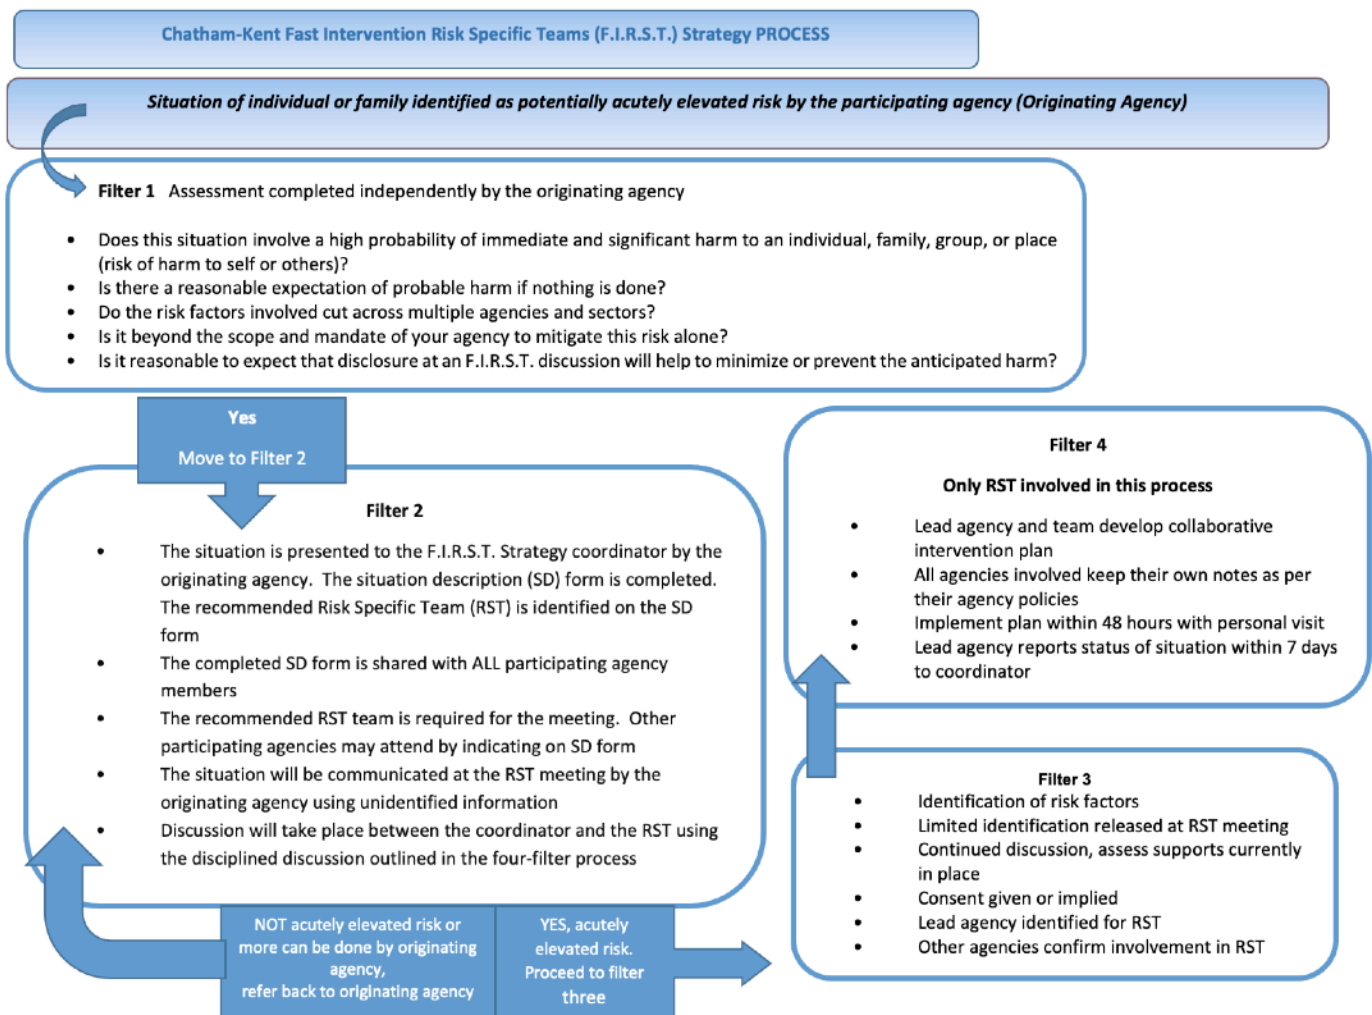 Chatham-Kent Fast Intervention Risk Specific Teams (F.I.R.S.T.) Strategy PROCESS
Situation of individual or family identified as potentially acutely elevated risk by the participating agency (Originating Agency)
Filter 1 Assessment completed independently by the originating agency
• Does this situation involve a high probability of immediate and significant harm to an individual, family, group, or place
(risk of harm to self or others)?
• Is there a reasonable expectation of probable harm if nothing is done?
• Do the risk factors involved cut across multiple agencies and sectors?
• Is it beyond the scope and mandate of your agency to mitigate this risk alone?
• Is it reasonable to expect that disclosure at an F.I.R.S.T. discussion will help to minimize or prevent the anticipated harm?
Yes
Move to Filter 2
Filter 2
• The situation is presented to the F.I.R.S.T. Strategy coordinator by the
originating agency. The situation description (SD) form is completed.
The recommended Risk Specific Team (RST) is identified on the SD
form
• The completed SD form is shared with ALL participating agency
members
• The recommended RST team is required for the meeting. Other
participating agencies may attend by indicating on SD form
• The situation will be communicated at the RST meeting by the
originating agency using unidentified information
• Discussion will take place between the coordinator and the RST using
the disciplined discussion outlined in the four-filter process
NOT acutely elevated risk or
more can be done by originating
agency,
refer back to originating agency
YES, acutely
elevated risk.
Proceed to filter
three
Filter 3
• Identification of risk factors
• Limited identification released at RST meeting
• Continued discussion, assess supports currently
in place
• Consent given or implied
• Lead agency identified for RST
• Other agencies confirm involvement in RST
Filter 4
Only RST involved in this process
• Lead agency and team develop collaborative
intervention plan
• All agencies involved keep their own notes as per
their agency policies
• Implement plan within 48 hours with personal visit
• Lead agency reports status of situation within 7 days
to coordinator